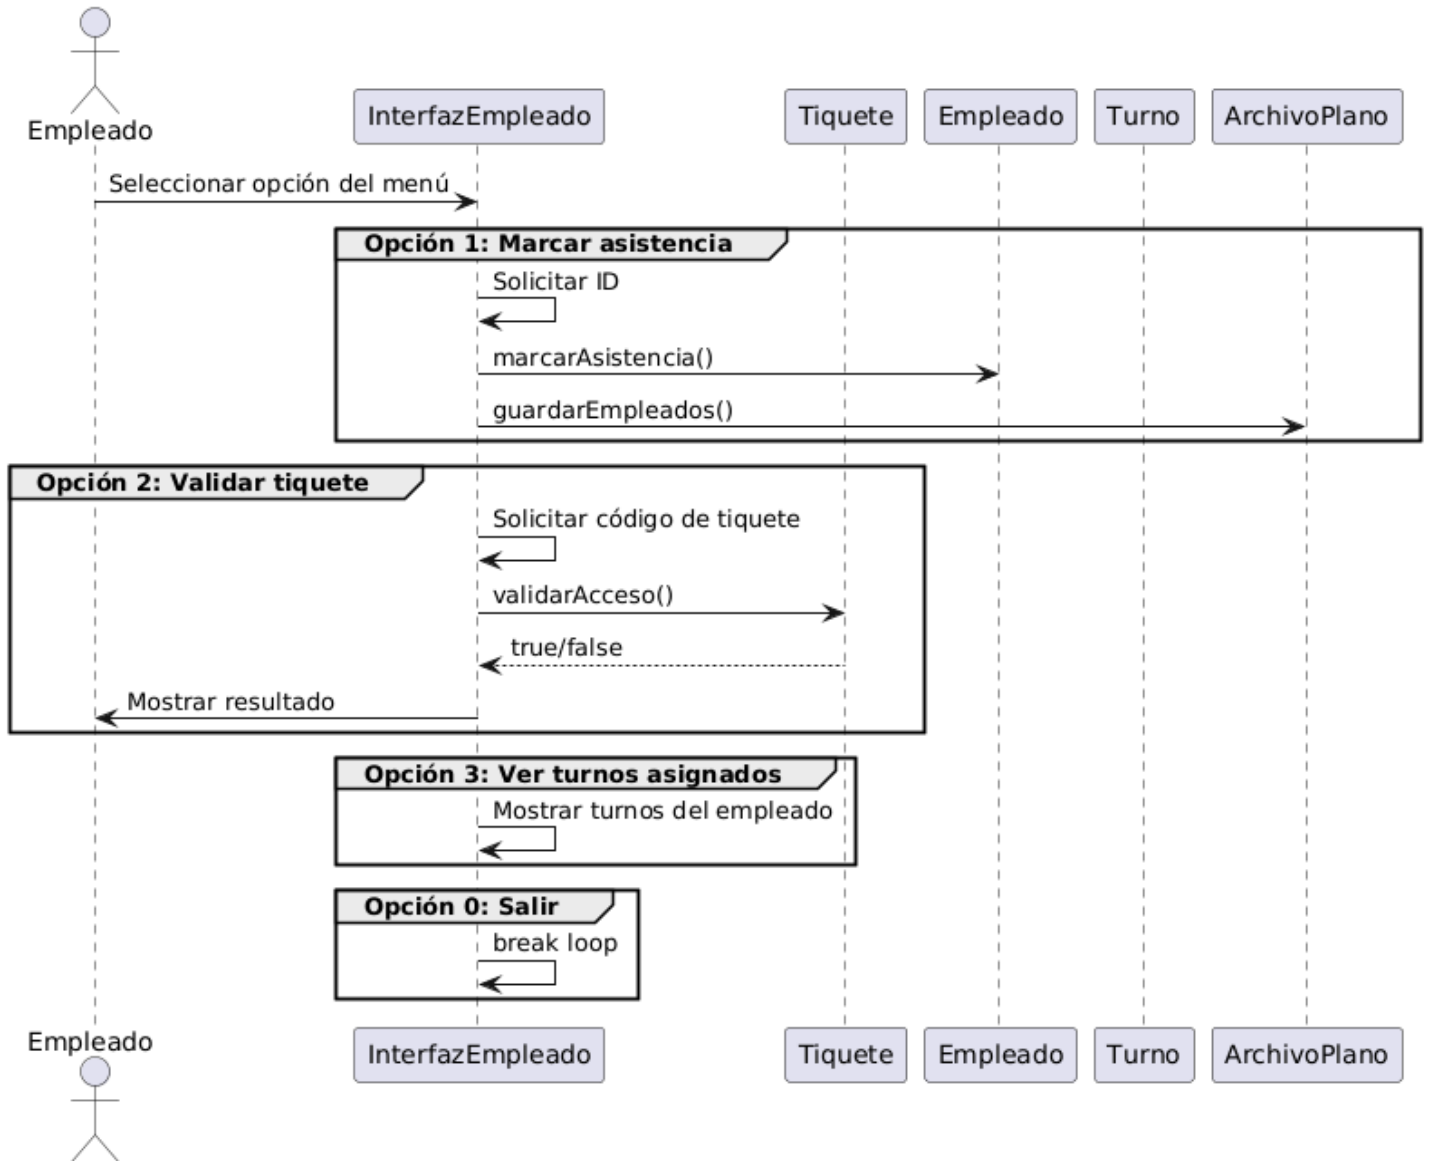 Empleado
InterfazEmpleado
Tiquete
Empleado
Turno
ArchivoPlano
Seleccionar opción del menú
Opción 1: Marcar asistencia
Solicitar ID
marcarAsistencia()
guardarEmpleados()
Opción 2: Validar tiquete
Solicitar código de tiquete
validarAcceso()
true/false
Mostrar resultado
Opción 3: Ver turnos asignados
Mostrar turnos del empleado
Opción 0: Salir
break loop
Empleado
InterfazEmpleado
Tiquete
Empleado
Turno
ArchivoPlano